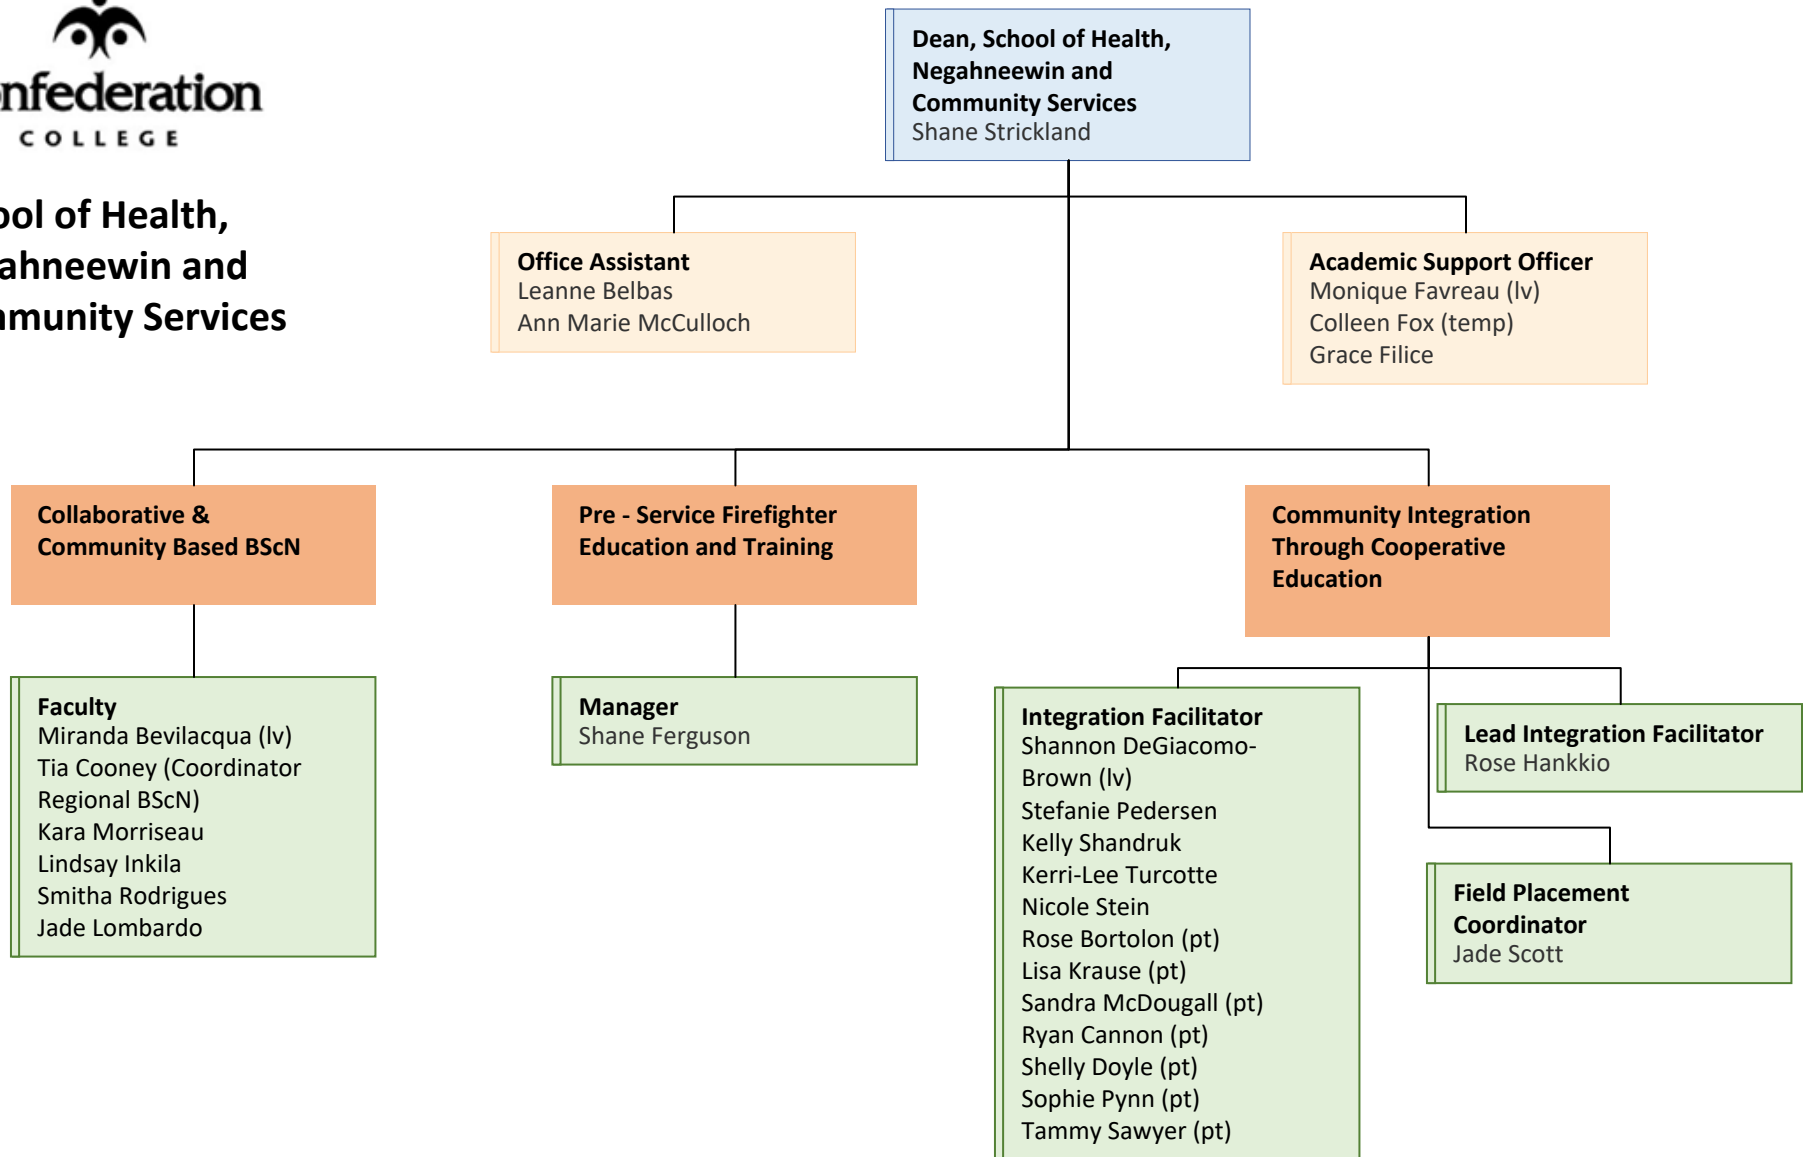 nfederation
COLLEGE
ool of Health,
ahneewin and
munity Services
Dean, School of Health,
Negahneewin and
Community Services
Shane Strickland
Office Assistant
Leanne Belbas
Ann Marie McCulloch
Academic Support Officer
Monique Favreau (lv)
Colleen Fox (temp)
Grace Filice
Collaborative &
Community Based BScN
Pre - Service Firefighter
Education and Training
Community Integration
Through Cooperative
Education
Faculty
Miranda Bevilacqua (lv)
Tia Cooney (Coordinator
Regional BScN)
Kara Morriseau
Lindsay Inkila
Smitha Rodrigues
Jade Lombardo
Manager
Shane Ferguson
Integration Facilitator
Shannon DeGiacomo-
Brown (lv)
Stefanie Pedersen
Kelly Shandruk
Kerri-Lee Turcotte
Nicole Stein
Rose Bortolon (pt)
Lisa Krause (pt)
Sandra McDougall (pt)
Ryan Cannon (pt)
Shelly Doyle (pt)
Sophie Pynn (pt)
Tammy Sawyer (pt)
Lead Integration Facilitator
Rose Hankkio
Field Placement
Coordinator
Jade Scott